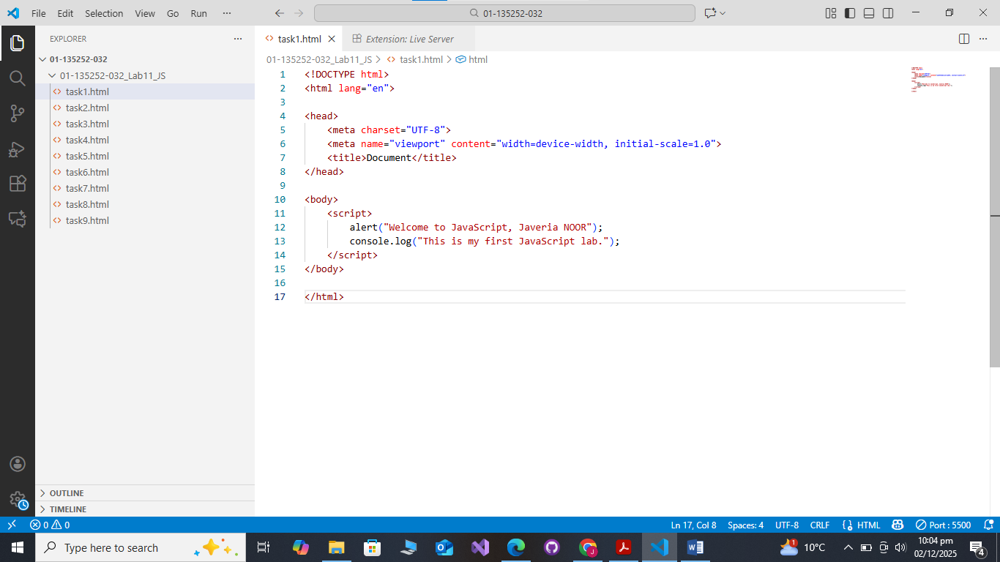 File Edit Selection View Go Run ··· 01-135252-032
EXPLORER ···
01-135252-032
01-135252-032_Lab11_JS
task1.html
task2.html
task3.html
task4.html
task5.html
task6.html
task7.html
task8.html
task9.html
OUTLINE
TIMELINE
task1.html Extension: Live Server
01-135252-032_Lab11_JS > task1.html > html
1 <!DOCTYPE html>
2 <html lang="en">
3
4 <head>
5 <meta charset="UTF-8">
6 <meta name="viewport" content="width=device-width, initial-scale=1.0">
7 <title>Document</title>
8 </head>
9
10 <body>
11 <script>
12 alert("Welcome to JavaScript, Javeria NOOR");
13 console.log("This is my first JavaScript lab.");
14 </script>
15 </body>
16
17 </html>
0 0 Ln 17, Col 8 Spaces: 4 UTF-8 CRLF HTML Port : 5500
Type here to search 1 10°C 10:04 pm 4
02/12/2025